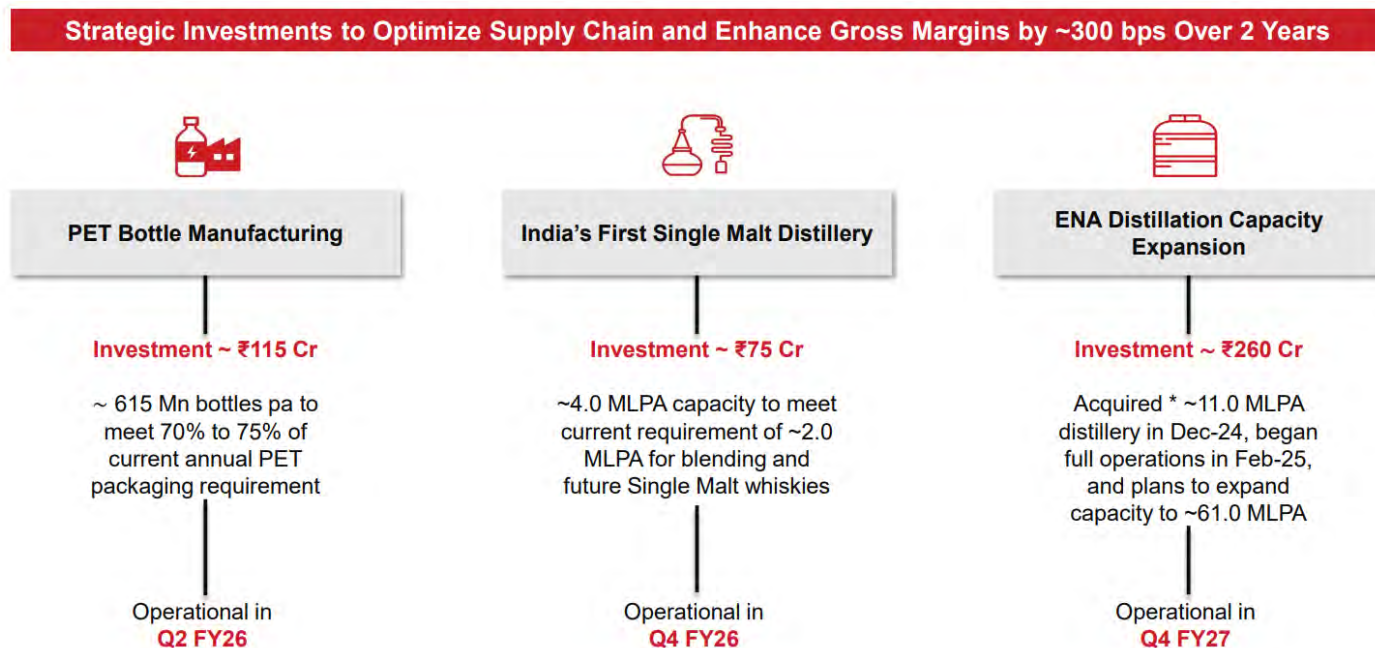 Strategic Investments to Optimize Supply Chain and Enhance Gross Margins by ~300 bps Over 2 Years
PET Bottle Manufacturing
Investment ~ ₹115 Cr
~ 615 Mn bottles pa to
meet 70% to 75% of
current annual PET
packaging requirement
Operational in
Q2 FY26
India's First Single Malt Distillery
Investment ~ ₹75 Cr
~4.0 MLPA capacity to meet
current requirement of ~2.0
MLPA for blending and
future Single Malt whiskies
Operational in
Q4 FY26
ENA Distillation Capacity
Expansion
Investment ~ ₹260 Cr
Acquired * ~11.0 MLPA
distillery in Dec-24, began
full operations in Feb-25,
and plans to expand
capacity to ~61.0 MLPA
Operational in
Q4 FY27